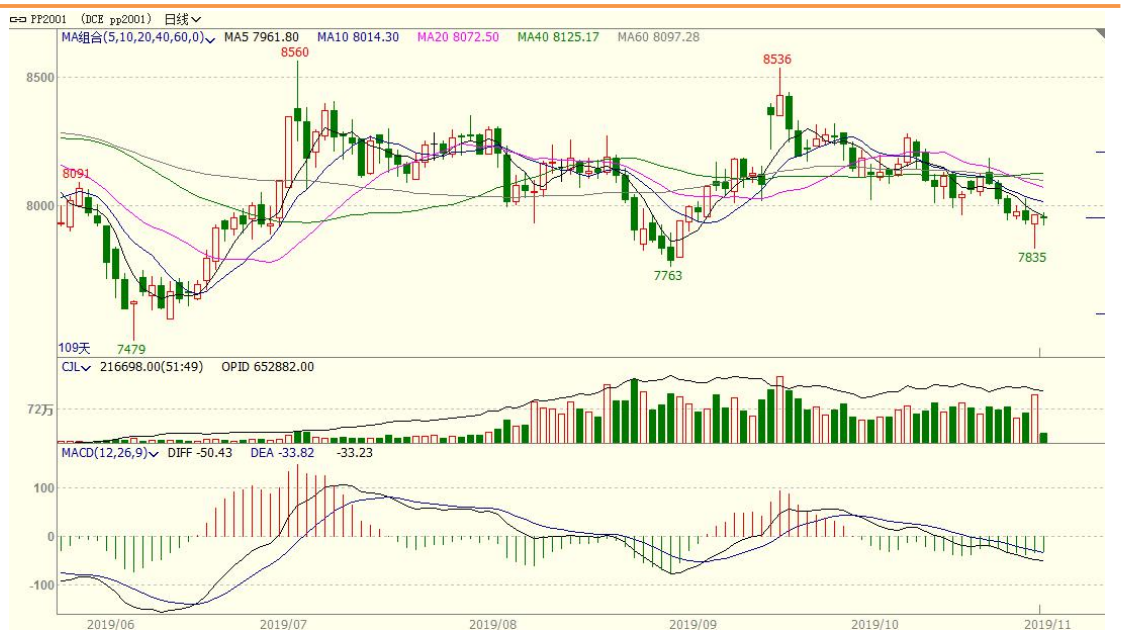 PP2001 (DCE pp2001) 日线
MA组合(5,10,20,40,60,0) MA5 7961.80 MA10 8014.30 MA20 8072.50 MA40 8125.17 MA60 8097.28
8560
8536
8500
8091
8000
7763
7835
109天 7479
CJL 216698.00(51:49) OPID 652882.00
72万
MACD(12,26,9) DIFF -50.43 DEA -33.82 -33.23
100
0
-100
2019/06 2019/07 2019/08 2019/09 2019/10 2019/11